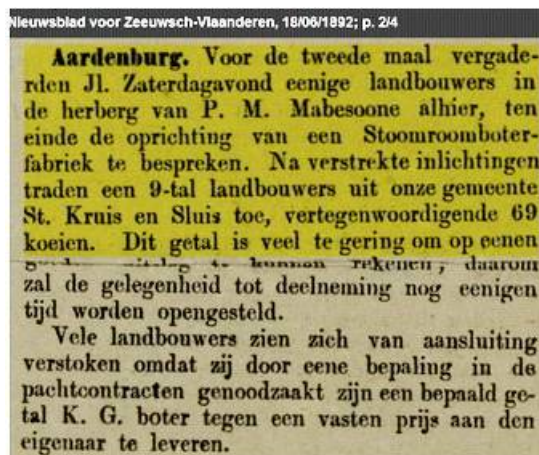 Nieuwsblad voor Zeeuwsch-Vlaanderen, 18/06/1892; p. 2/4
Aardenburg. Voor de tweede maal vergade-
rden Jl. Zaterdagavond eenige landbouwers in
de herberg van P. M. Mabesoone alhier, ten
einde de oprichting van een Stoomroomboter-
fabriek te bespreken. Na verstrekte inlichtingen
traden een 9-tal landbouwers uit onze gemeente
St. Kruis en Sluis toe, vertegenwoordigende 69
koeien. Dit getal is veel te gering om op eenen
te kunnen rekenen, daarom
zal de gelegenheid tot deelneming nog eenigen
tijd worden opengesteld.
Vele landbouwers zien zich van aansluiting
verstoken omdat zij door eene bepaling in de
pachtcontracten genoodzaakt zijn een bepaald ge-
tal K. G. boter tegen een vasten prijs aan den
eigenaar te leveren.